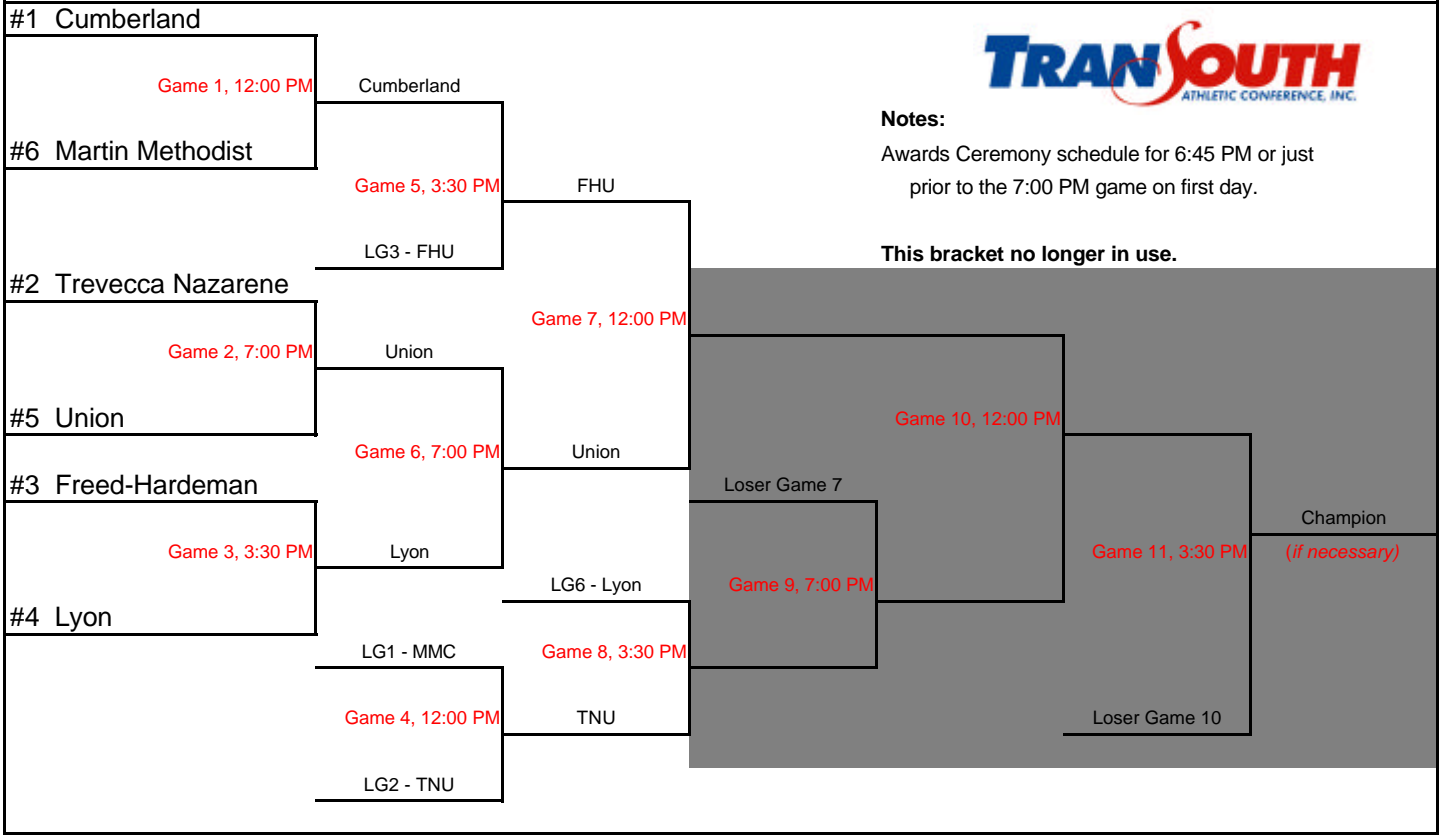 #1 Cumberland
TRANSOUTH
ATHLETIC CONFERENCE, INC.
Game 1, 12:00 PM
Cumberland
Notes:
#6 Martin Methodist
Awards Ceremony schedule for 6:45 PM or just
prior to the 7:00 PM game on first day.
Game 5, 3:30 PM
FHU
LG3 - FHU
This bracket no longer in use.
#2 Trevecca Nazarene
Game 7, 12:00 PM
Game 2, 7:00 PM
Union
#5 Union
Game 10, 12:00 PM
Game 6, 7:00 PM
Union
#3 Freed-Hardeman
Loser Game 7
Champion
Game 3, 3:30 PM
Lyon
Game 11, 3:30 PM
(if necessary)
LG6 - Lyon
Game 9, 7:00 PM
#4 Lyon
LG1 - MMC
Game 8, 3:30 PM
Game 4, 12:00 PM
TNU
Loser Game 10
LG2 - TNU